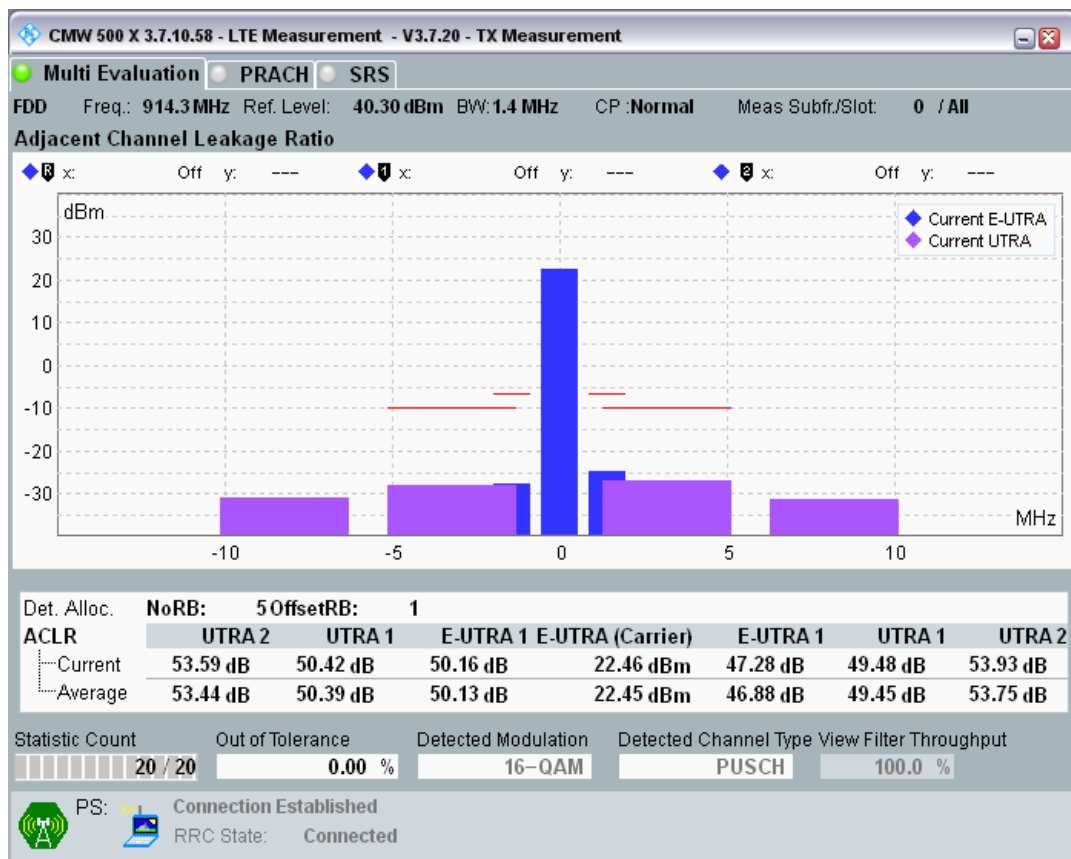 CMW 500 X 3.7.10.58 - LTE Measurement - V3.7.20 - TX Measurement
Multi Evaluation PRACH SRS
FDD Freq.: 914.3 MHz Ref. Level: 40.30 dBm BW: 1.4 MHz CP :Normal Meas Subfr./Slot: 0 / All
Adjacent Channel Leakage Ratio
R x: Off y: --- 1 x: Off y: --- 2 x: Off y: ---
dBm
Current E-UTRA
Current UTRA
30
20
10
0
-10
-20
-30
MHz
-10 -5 0 5 10
Det. Alloc. NoRB: 5 OffsetRB: 1
ACLR UTRA 2 UTRA 1 E-UTRA 1 E-UTRA (Carrier) E-UTRA 1 UTRA 1 UTRA 2
Current 53.59 dB 50.42 dB 50.16 dB 22.46 dBm 47.28 dB 49.48 dB 53.93 dB
Average 53.44 dB 50.39 dB 50.13 dB 22.45 dBm 46.88 dB 49.45 dB 53.75 dB
Statistic Count Out of Tolerance Detected Modulation Detected Channel Type View Filter Throughput
20 / 20 0.00 % 16-QAM PUSCH 100.0 %
PS: Connection Established
RRC State: Connected